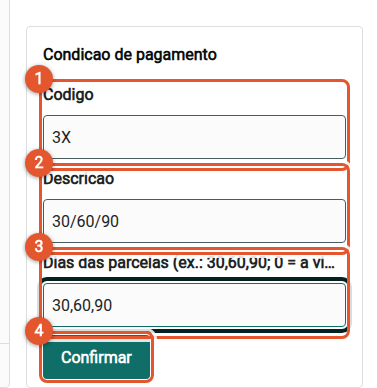 Condicao de pagamento
1
Codigo
3X
2
Descricao
30/60/90
3
Dias das parcelas (ex.: 30,60,90; 0 = a vi...
30,60,90
4
Confirmar